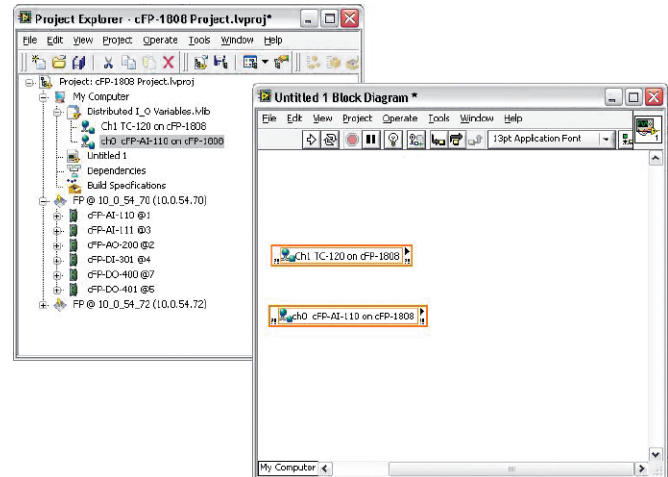 Project Explorer - cFP-1808 Project.lvproj*
File Edit View Project Operate Tools Window Help
Project: cFP-1808 Project.lvproj
My Computer
Distributed I_O Variables.lvlib
Ch1 TC-120 on cFP-1808
ch0 cFP-AI-110 on cFP-1808
Untitled 1
Dependencies
Build Specifications
FP @ 10_0_54_70 (10.0.54.70)
cFP-AI-110 @1
cFP-AI-111 @3
cFP-AO-200 @2
cFP-DI-301 @4
cFP-DO-400 @7
cFP-DO-401 @6
FP @ 10_0_54_72 (10.0.54.72)
Untitled 1 Block Diagram *
File Edit View Project Operate Tools Window Help
13pt Application Font
Ch1 TC-120 on cFP-1808
ch0 cFP-AI-110 on cFP-1808
My Computer